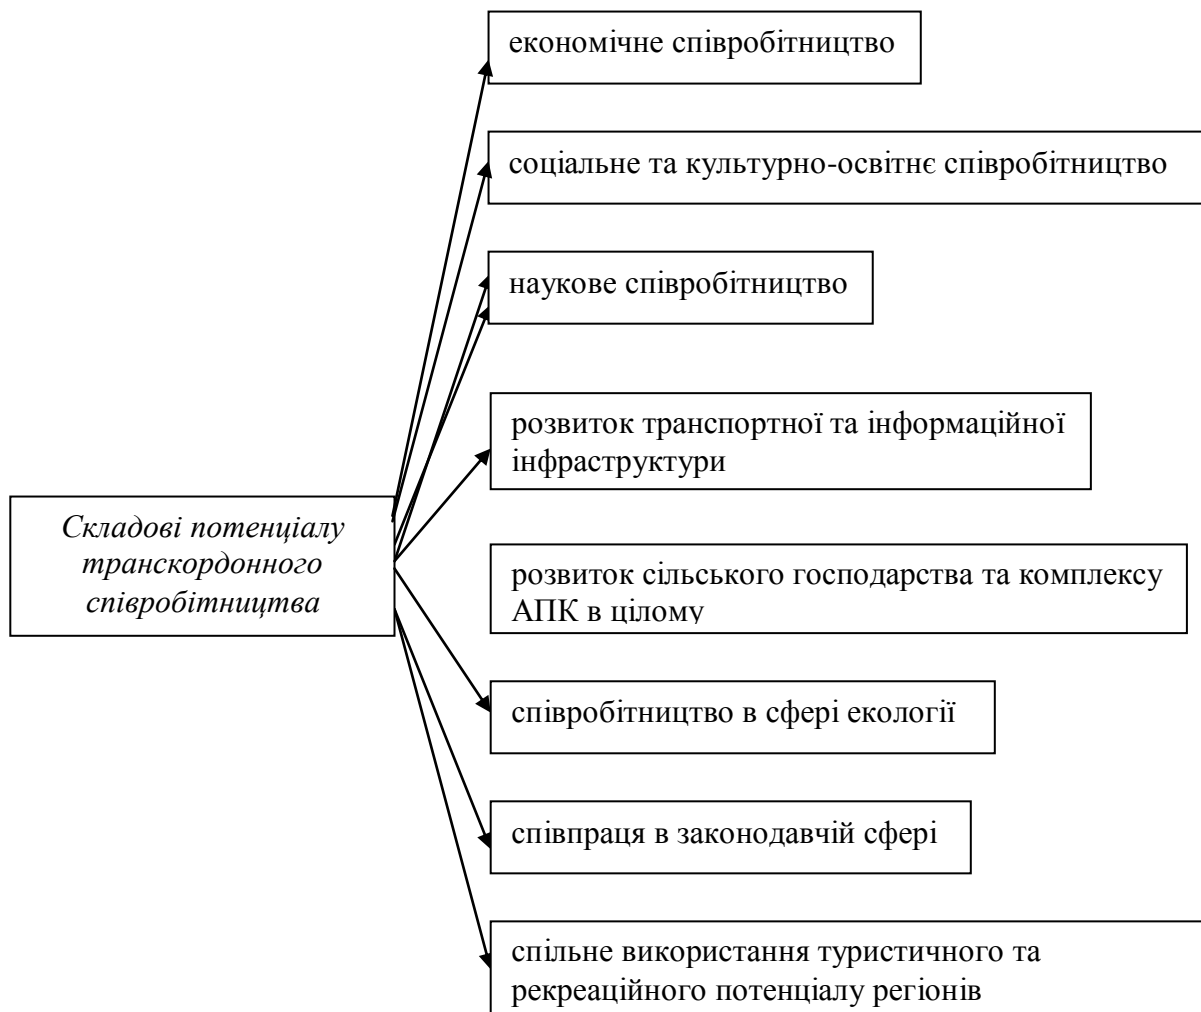 економічне співробітництво
соціальне та культурно-освітнє співробітництво
наукове співробітництво
розвиток транспортної та інформаційної
інфраструктури
Складові потенціалу
транскордонного
співробітництва
розвиток сільського господарства та комплексу
АПК в цілому
співробітництво в сфері екології
співпраця в законодавчій сфері
спільне використання туристичного та
рекреаційного потенціалу регіонів